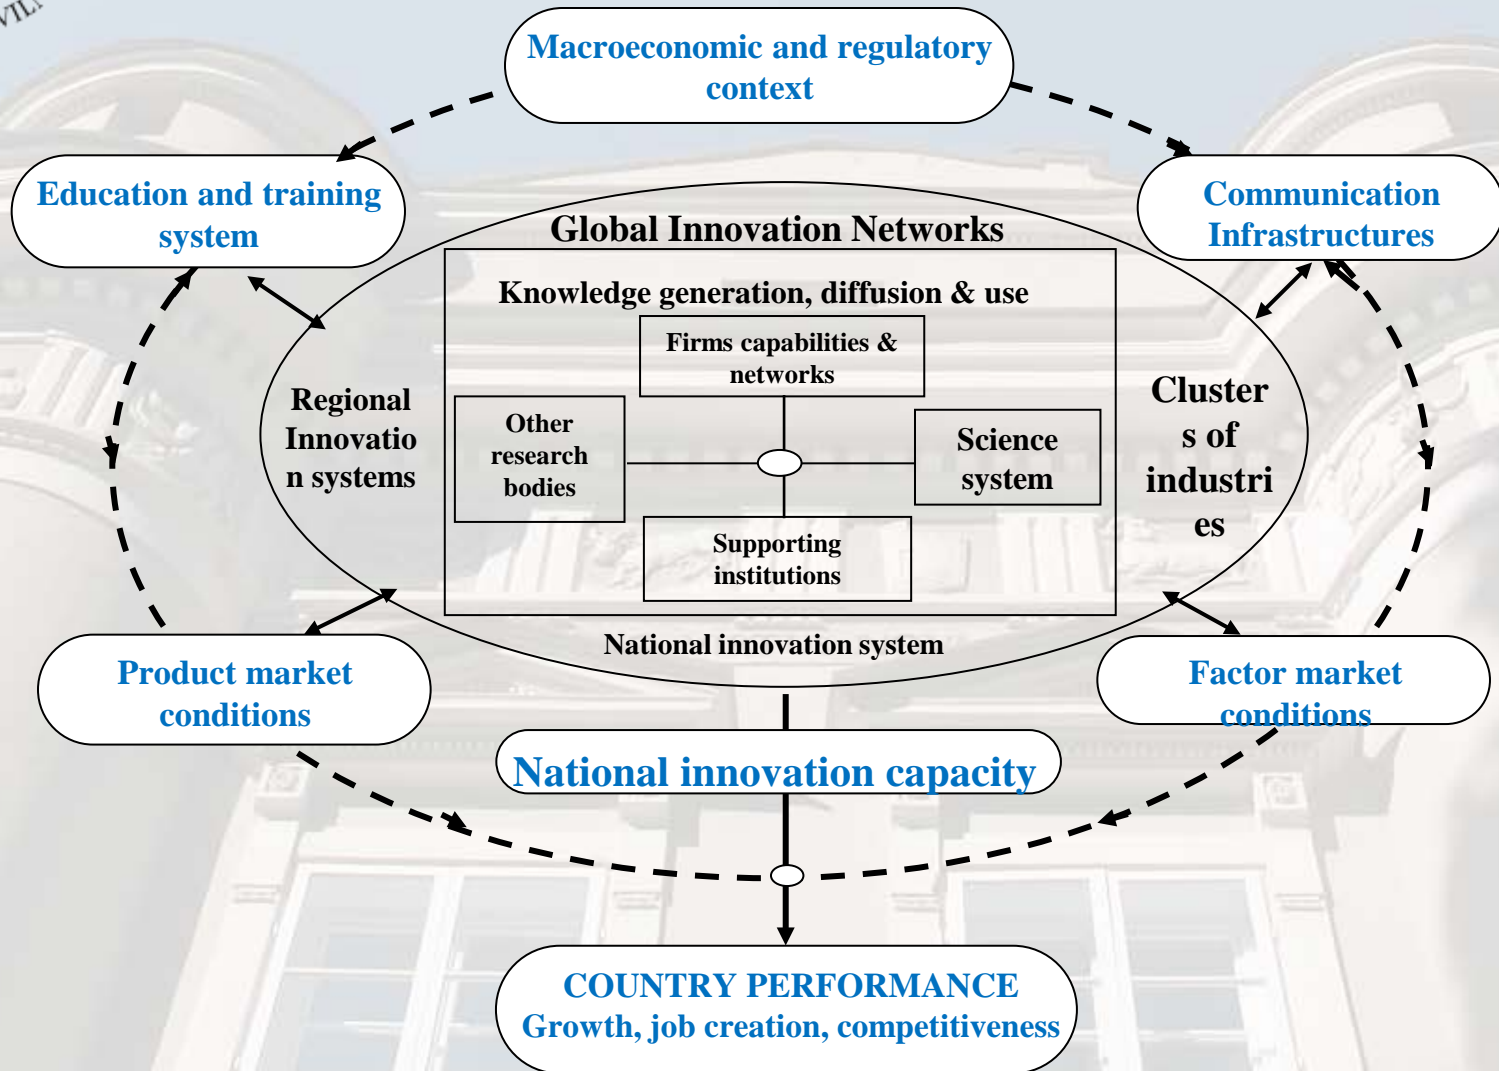 VIL
Macroeconomic and regulatory
context
Education and training
system
Communication
Infrastructures
Global Innovation Networks
Knowledge generation, diffusion & use
Firms capabilities &
networks
Regional
Innovatio
n systems
Other
research
bodies
Science
system
Cluster
s of
industri
es
Supporting
institutions
National innovation system
Product market
conditions
Factor market
conditions
National innovation capacity
COUNTRY PERFORMANCE
Growth, job creation, competitiveness